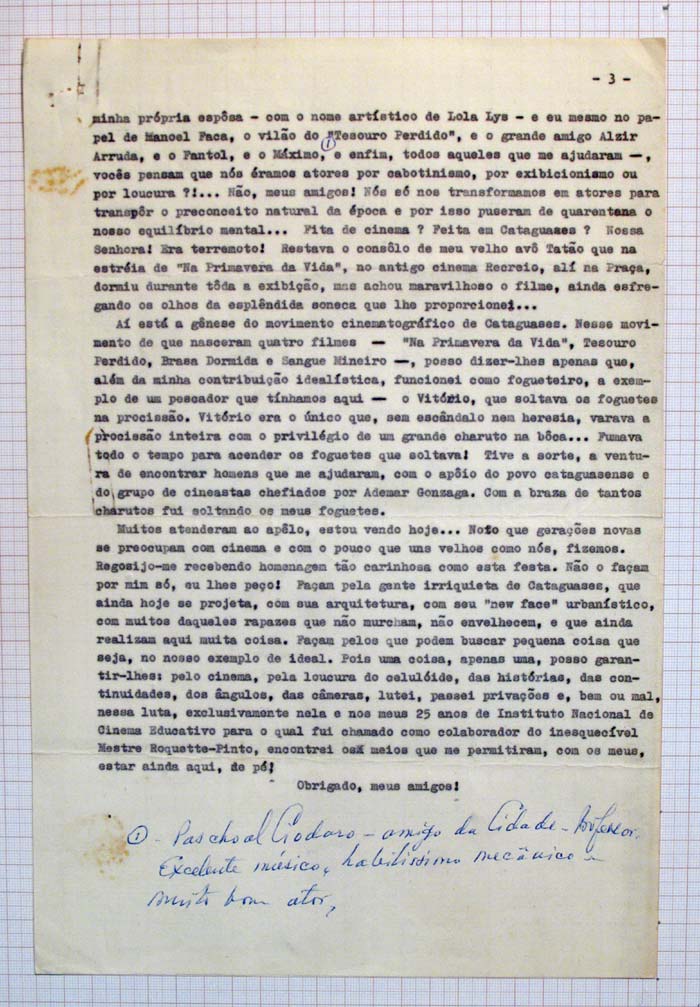 - 3 -
minha própria espôsa - com o nome artístico de Lola Lys - e eu mesmo no pa-
pel de Manoel Faca, o vilão do "Tesouro Perdido", e o grande amigo Alzir
Arruda, e o Fantol, e o Máximo, ① e enfim, todos aqueles que me ajudaram —,
vocês pensam que nós éramos atores por cabotinismo, por exibicionismo ou
por loucura ?!... Não, meus amigos! Nós só nos transformamos em atores para
transpôr o preconceito natural da época e por isso puseram de quarentena o
nosso equilíbrio mental... Fita de cinema ? Feita em Cataguases ? Nossa
Senhora! Era terremoto! Restava o consôlo de meu velho avô Tatão que na
estréia de "Na Primavera da Vida", no antigo cinema Recreio, alí na Praça,
dormiu durante tôda a exibição, mas achou maravilhoso o filme, ainda esfre-
gando os olhos da esplêndida soneca que lhe proporcionei...
Aí está a gênese do movimento cinematográfico de Cataguases. Nesse movi-
mento de que nasceram quatro filmes — "Na Primavera da Vida", Tesouro
Perdido, Brasa Dormida e Sangue Mineiro —, posso dizer-lhes apenas que,
além da minha contribuição idealística, funcionei como fogueteiro, a exem-
plo de um pescador que tínhamos aqui — o Vitório, que soltava os foguetes
na procissão. Vitório era o único que, sem escândalo nem heresia, varava a
procissão inteira com o privilégio de um grande charuto na bôca... Fumava
todo o tempo para acender os foguetes que soltava! Tive a sorte, a ventu-
ra de encontrar homens que me ajudaram, com o apôio do povo cataguasense e
do grupo de cineastas chefiados por Ademar Gonzaga. Com a braza de tantos
charutos fui soltando os meus foguetes.
Muitos atenderam ao apêlo, estou vendo hoje... Noto que gerações novas
se preocupam com cinema e com o pouco que uns velhos como nós, fizemos.
Regosijo-me recebendo homenagem tão carinhosa como esta festa. Não o façam
por mim só, eu lhes peço! Façam pela gente irriquieta de Cataguases, que
ainda hoje se projeta, com sua arquitetura, com seu "new face" urbanístico,
com muitos daqueles rapazes que não murcham, não envelhecem, e que ainda
realizam aqui muita coisa. Façam pelos que podem buscar pequena coisa que
seja, no nosso exemplo de ideal. Pois uma coisa, apenas uma, posso garan-
tir-lhes: pelo cinema, pela loucura do celulóide, das histórias, das con-
tinuidades, dos ângulos, das câmeras, lutei, passei privações e, bem ou mal,
nessa luta, exclusivamente nela e nos meus 25 anos de Instituto Nacional de
Cinema Educativo para o qual fui chamado como colaborador do inesquecível
Mestre Roquette-Pinto, encontrei os meios que me permitiram, com os meus,
estar ainda aqui, de pé!
Obrigado, meus amigos!
① - Paschoal Ciodaro - amigo da Cidade - Professor.
Excelente músico, habilissimo mecânico e
muito bom ator,